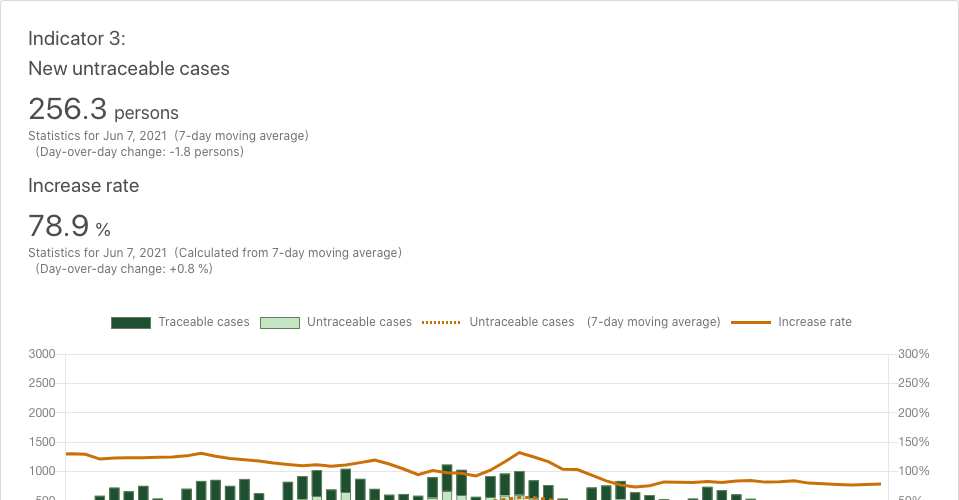 Indicator 3:
New untraceable cases
256.3 persons
Statistics for Jun 7, 2021 (7-day moving average)
(Day-over-day change: -1.8 persons)
Increase rate
78.9 %
Statistics for Jun 7, 2021 (Calculated from 7-day moving average)
(Day-over-day change: +0.8 %)
Traceable cases Untraceable cases Untraceable cases (7-day moving average) Increase rate
3000 300%
2500 250%
2000 200%
1500 150%
1000 100%
500 50%